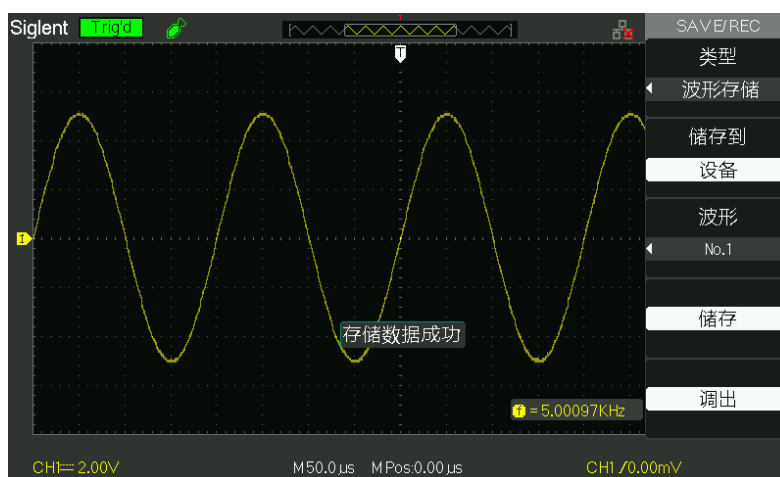 Siglent Trig'd T SAVE/REC
T
类型
波形存储
储存到
设备
波形
No.1
储存
调出
存储数据成功
f = 5.00097KHz
CH1 2.00V M50.0μs MPos:0.00μs CH1 0.00mV